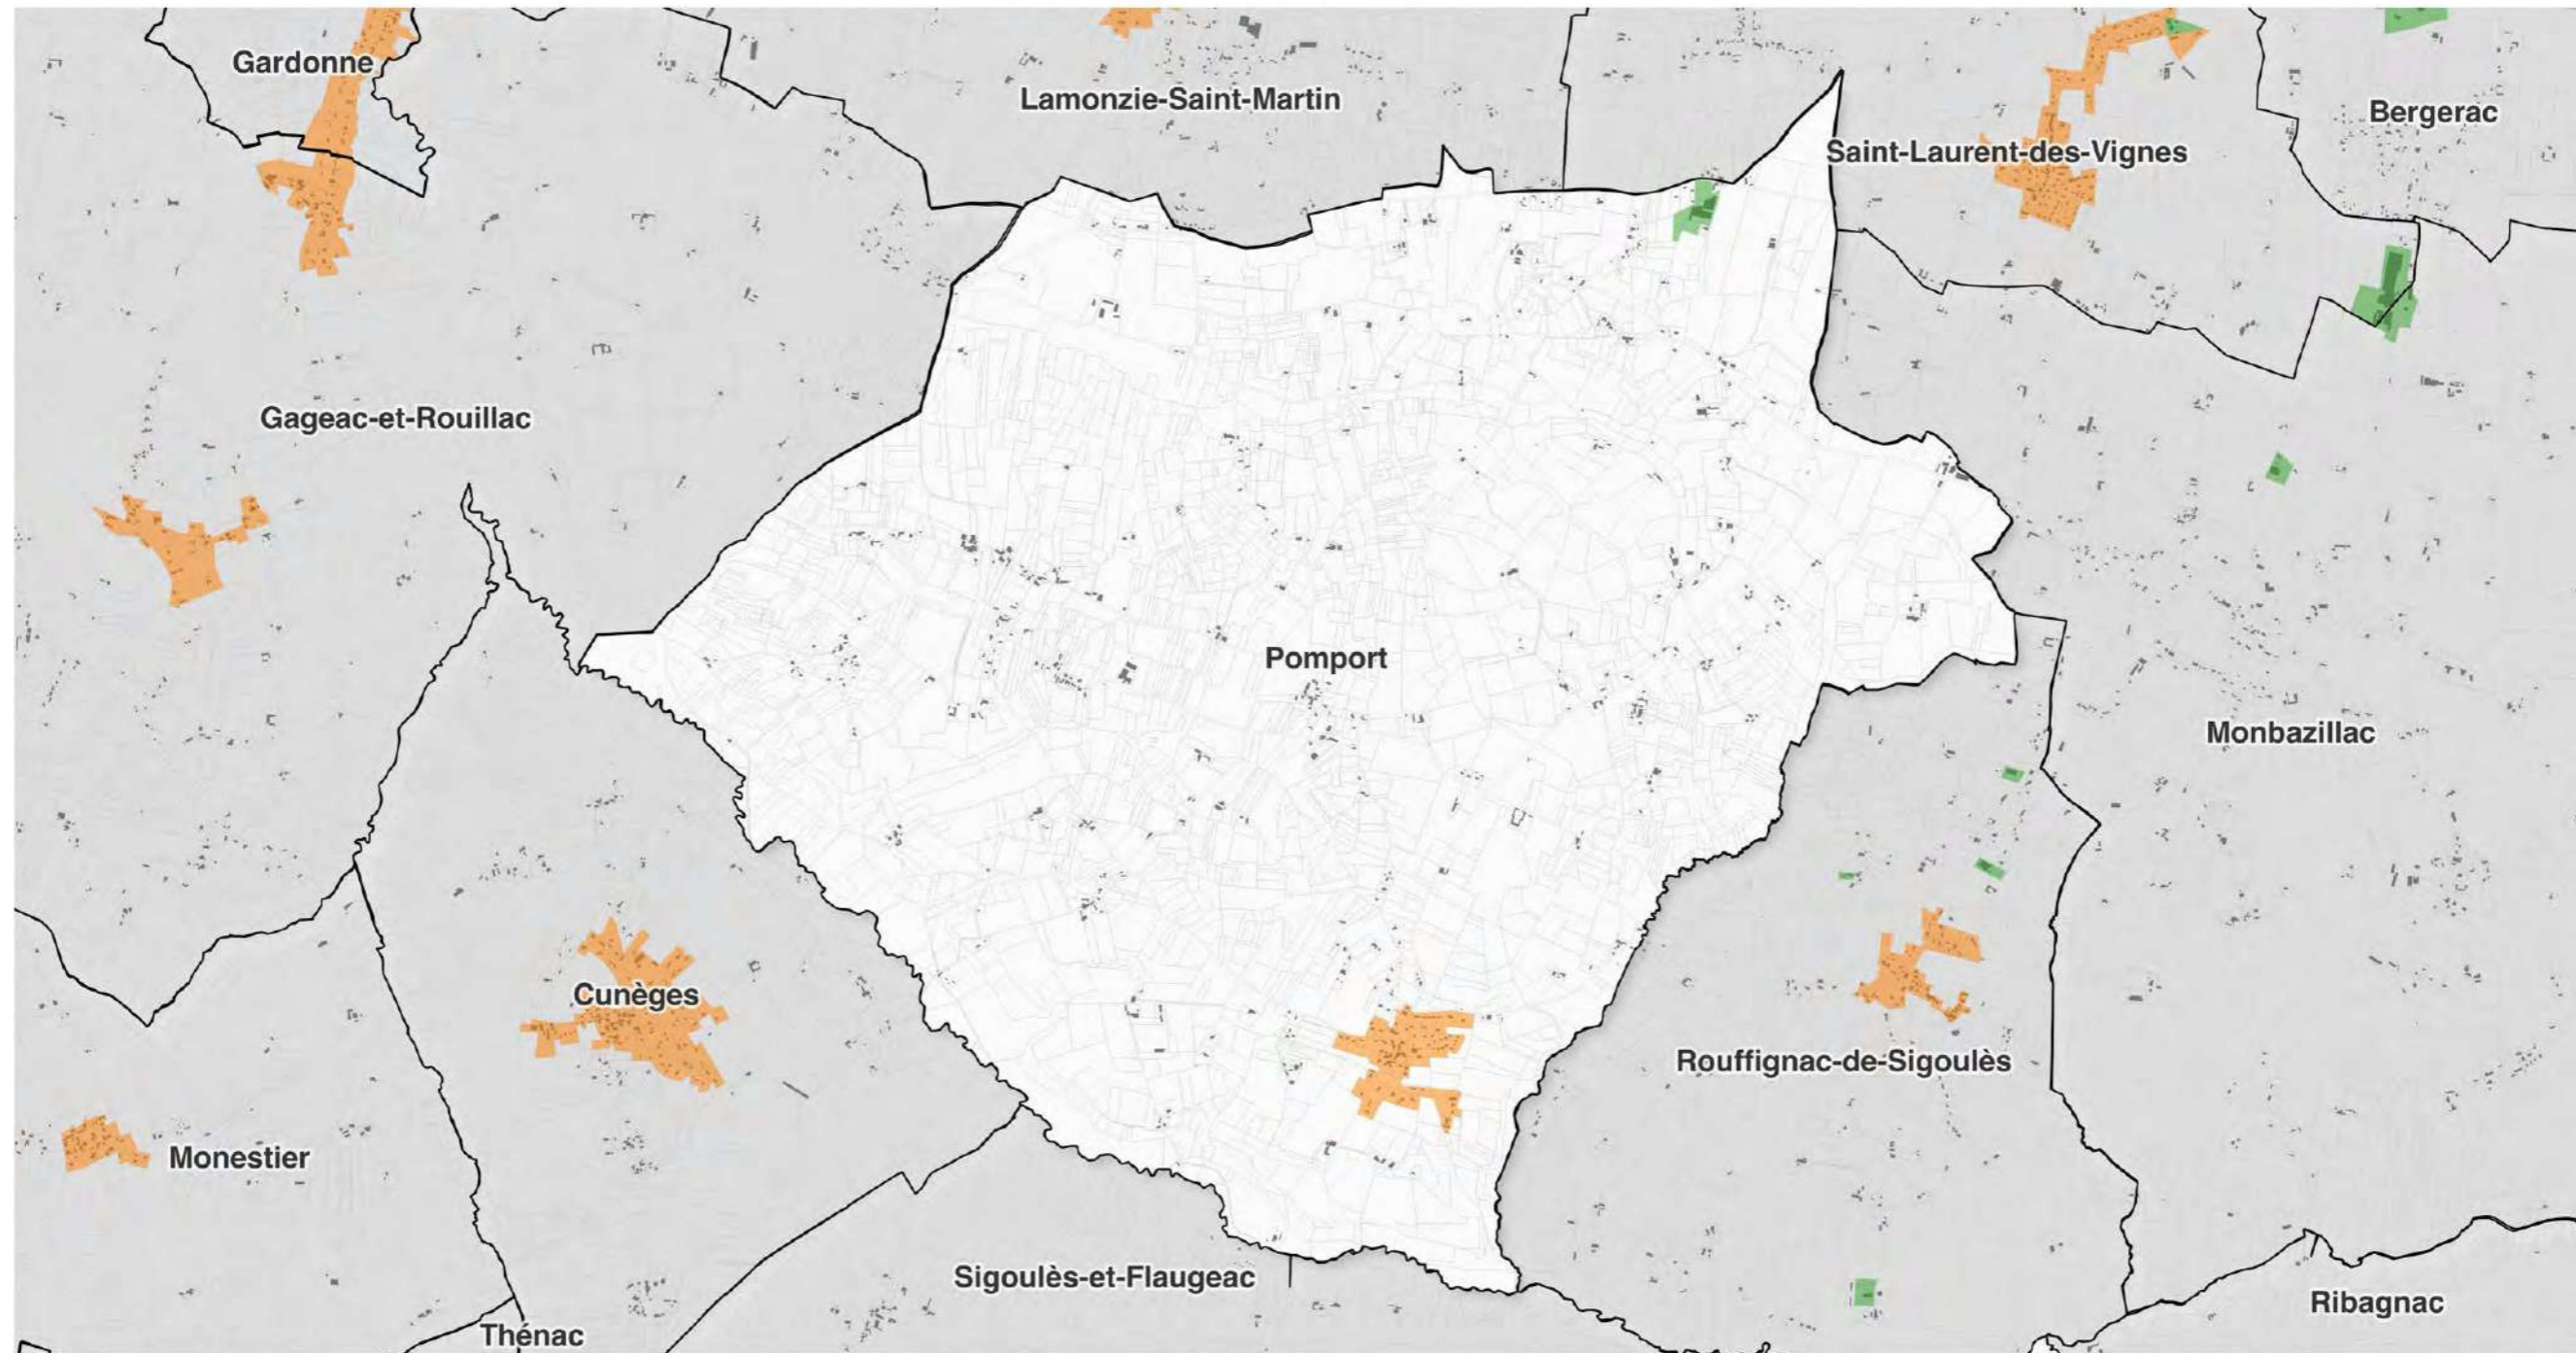 Gardonne
Lamonzie-Saint-Martin
Bergerac
Saint-Laurent-des-Vignes
Gageac-et-Rouillac
Pomport
Monbazillac
Cunèges
Rouffignac-de-Sigoulès
Monestier
Sigoulès-et-Flaugeac
Ribagnac
Thénac